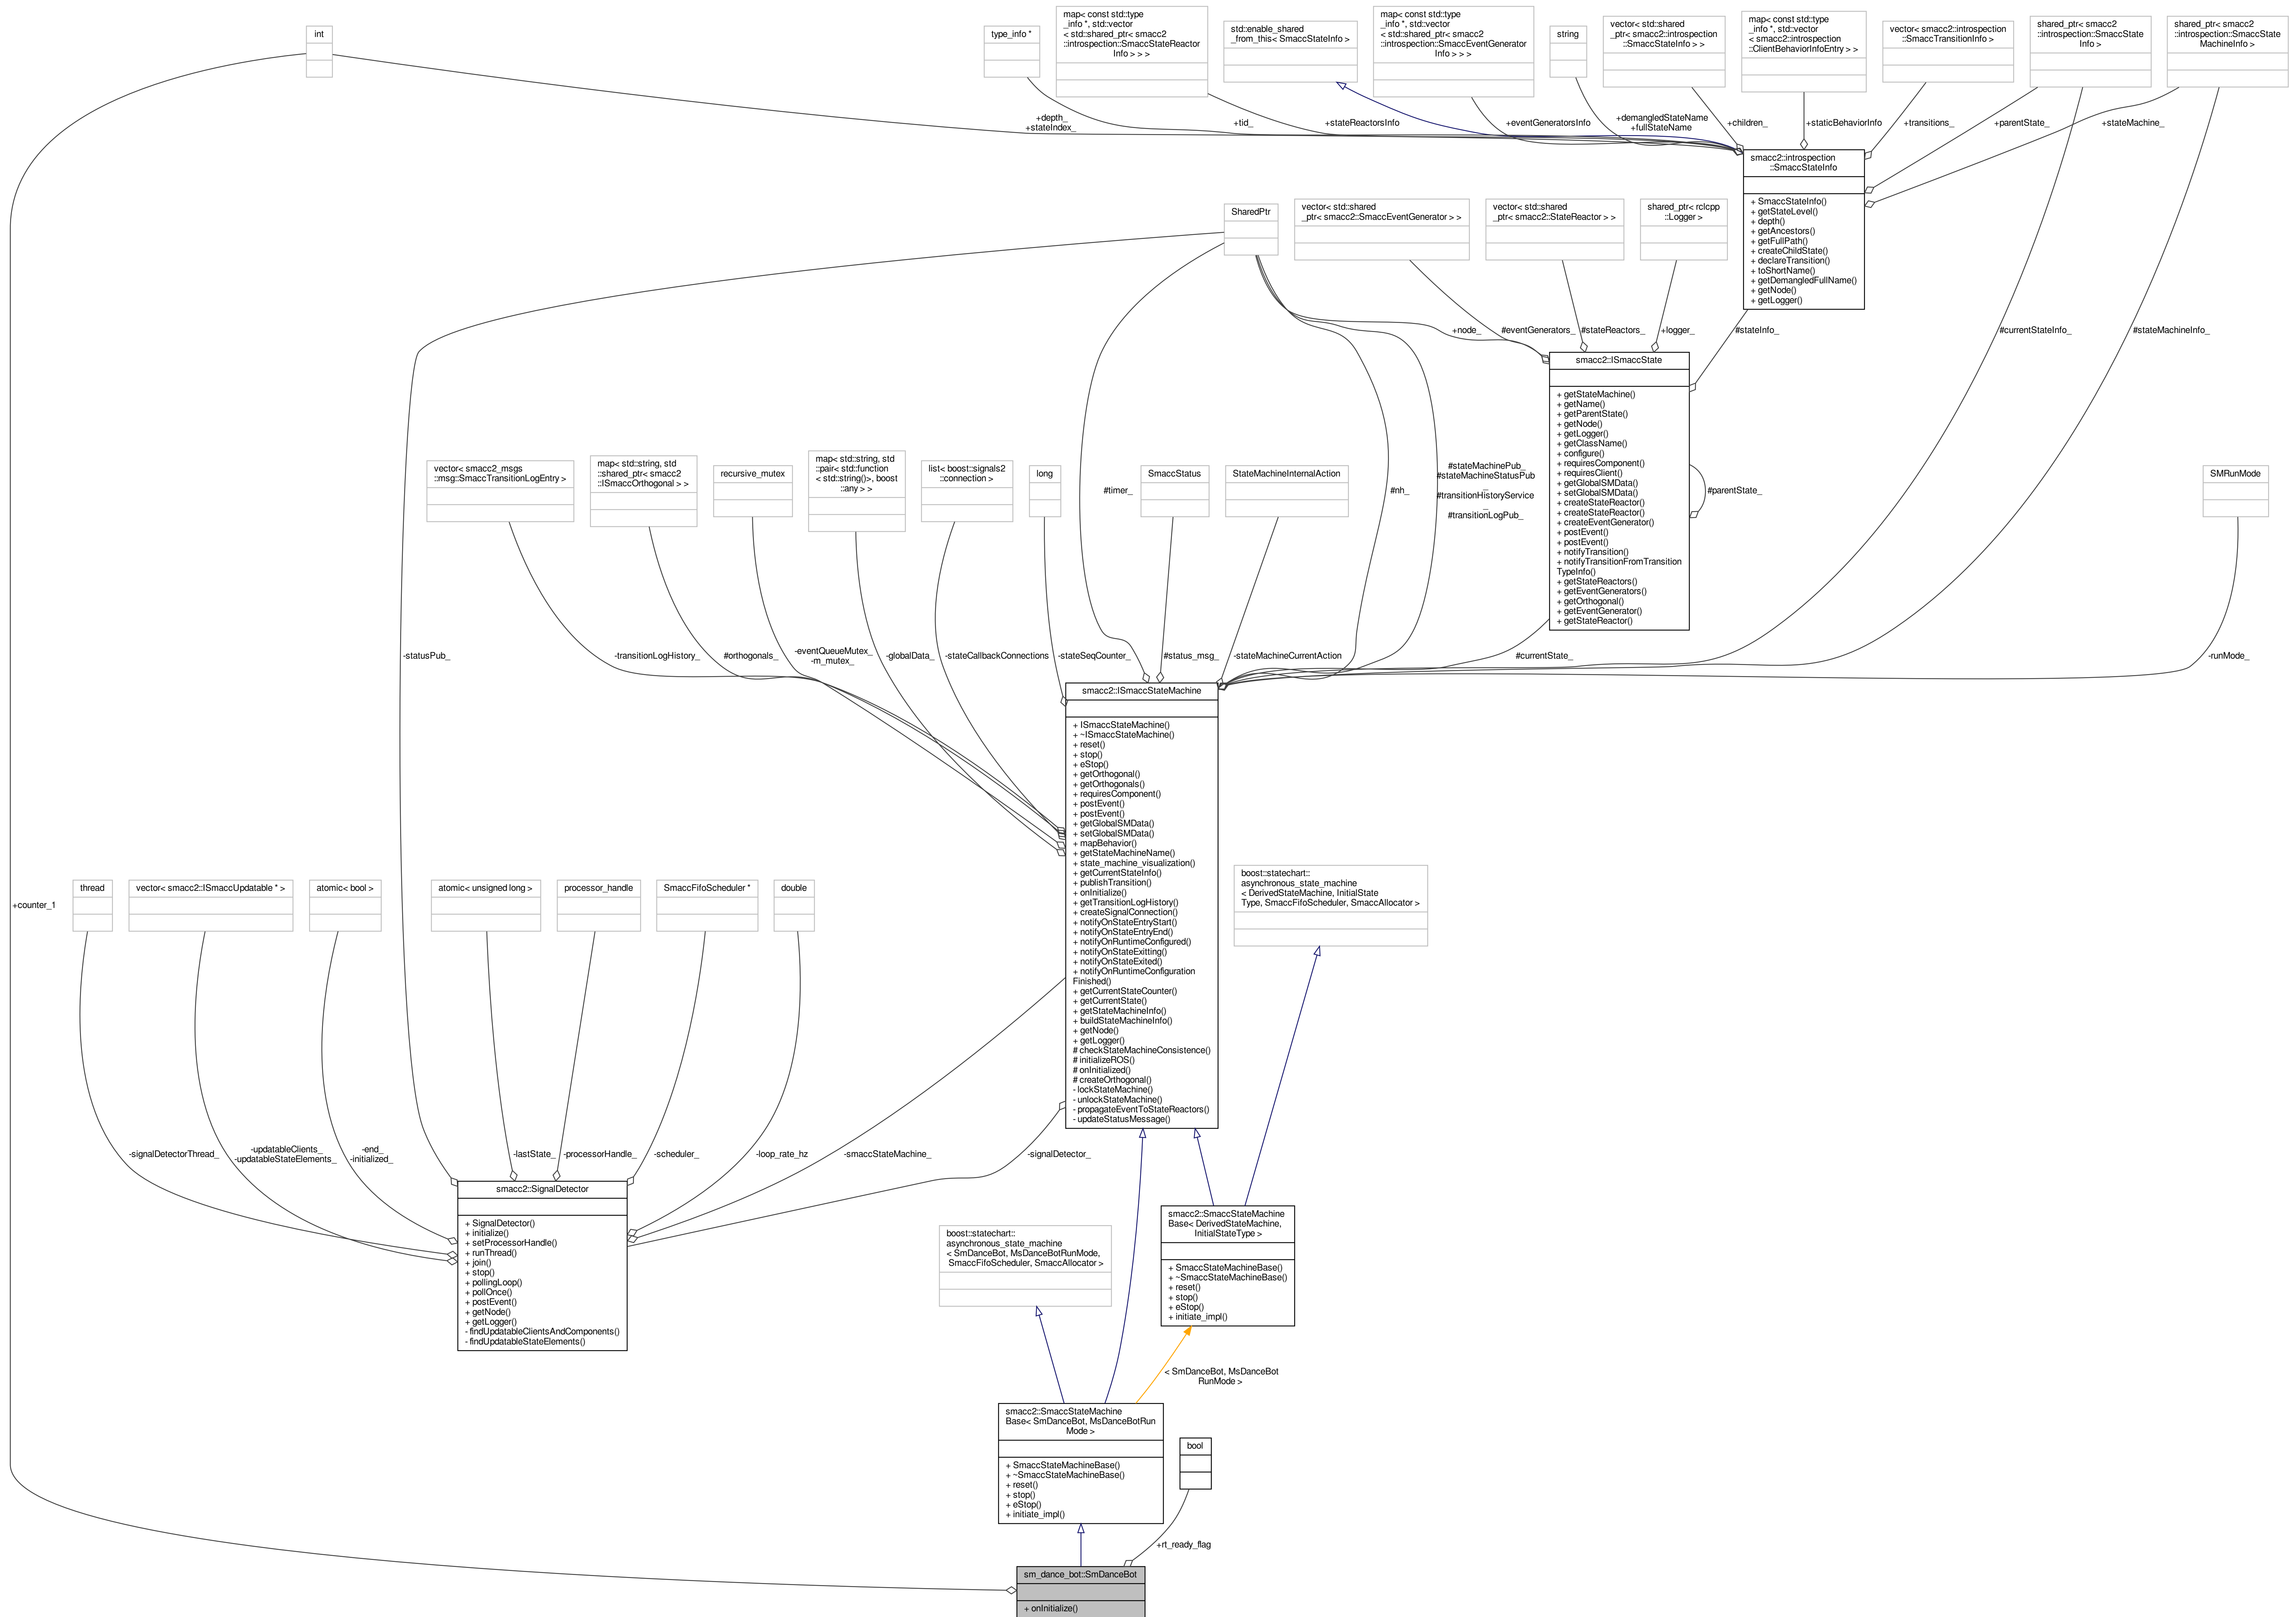 int
type_info *
map< const std::type
_info *, std::vector
< std::shared_ptr< smacc2
::introspection::SmaccStateReactor
Info > > >
std::enable_shared
_from_this< SmaccStateInfo >
map< const std::type
_info *, std::vector
< std::shared_ptr< smacc2
::introspection::SmaccEventGenerator
Info > > >
string
vector< std::shared
_ptr< smacc2::introspection
::SmaccStateInfo > >
map< const std::type
_info *, std::vector
< smacc2::introspection
::ClientBehaviorInfoEntry > >
vector< smacc2::introspection
::SmaccTransitionInfo >
shared_ptr< smacc2
::introspection::SmaccState
Info >
shared_ptr< smacc2
::introspection::SmaccState
MachineInfo >
+depth_
+stateIndex_
+tid_
+stateReactorsInfo
+eventGeneratorsInfo
+demangledStateName
+fullStateName
+children_
+staticBehaviorInfo
+transitions_
+parentState_
+stateMachine_
smacc2::introspection
::SmaccStateInfo
+ SmaccStateInfo()
+ getStateLevel()
+ depth()
+ getAncestors()
+ getFullPath()
+ createChildState()
+ declareTransition()
+ toShortName()
+ getDemangledFullName()
+ getNode()
+ getLogger()
SharedPtr
vector< std::shared
_ptr< smacc2::SmaccEventGenerator > >
vector< std::shared
_ptr< smacc2::StateReactor > >
shared_ptr< rclcpp
::Logger >
+node_
#eventGenerators_
#stateReactors_
+logger_
#stateInfo_
#currentStateInfo_
#stateMachineInfo_
smacc2::ISmaccState
+ getStateMachine()
+ getName()
+ getParentState()
+ getNode()
+ getLogger()
+ getClassName()
+ configure()
+ requiresComponent()
+ requiresClient()
+ getGlobalSMData()
+ setGlobalSMData()
+ createStateReactor()
+ createStateReactor()
+ createEventGenerator()
+ postEvent()
+ postEvent()
+ notifyTransition()
+ notifyTransitionFromTransition
TypeInfo()
+ getStateReactors()
+ getEventGenerators()
+ getOrthogonal()
+ getEventGenerator()
+ getStateReactor()
#parentState_
vector< smacc2_msgs
::msg::SmaccTransitionLogEntry >
map< std::string, std
::shared_ptr< smacc2
::ISmaccOrthogonal > >
recursive_mutex
map< std::string, std
::pair< std::function
< std::string()>, boost
::any > >
list< boost::signals2
::connection >
long
#timer_
SmaccStatus
StateMachineInternalAction
#nh_
#stateMachinePub_
#stateMachineStatusPub
_
#transitionHistoryService
_
#transitionLogPub_
SMRunMode
-statusPub_
-transitionLogHistory_
#orthogonals_
-eventQueueMutex_
-m_mutex_
-globalData_
-stateCallbackConnections
-stateSeqCounter_
#status_msg_
-stateMachineCurrentAction
#currentState_
-runMode_
smacc2::ISmaccStateMachine
+ ISmaccStateMachine()
+ ~ISmaccStateMachine()
+ reset()
+ stop()
+ eStop()
+ getOrthogonal()
+ getOrthogonals()
+ requiresComponent()
+ postEvent()
+ postEvent()
+ getGlobalSMData()
+ setGlobalSMData()
+ mapBehavior()
+ getStateMachineName()
+ state_machine_visualization()
+ getCurrentStateInfo()
+ publishTransition()
+ onInitialize()
+ getTransitionLogHistory()
+ createSignalConnection()
+ notifyOnStateEntryStart()
+ notifyOnStateEntryEnd()
+ notifyOnRuntimeConfigured()
+ notifyOnStateExitting()
+ notifyOnStateExited()
+ notifyOnRuntimeConfiguration
Finished()
+ getCurrentStateCounter()
+ getCurrentState()
+ getStateMachineInfo()
+ buildStateMachineInfo()
+ getNode()
+ getLogger()
# checkStateMachineConsistence()
# initializeROS()
# onInitialized()
# createOrthogonal()
- lockStateMachine()
- unlockStateMachine()
- propagateEventToStateReactors()
- updateStatusMessage()
+counter_1
thread
vector< smacc2::ISmaccUpdatable * >
atomic< bool >
atomic< unsigned long >
processor_handle
SmaccFifoScheduler *
double
boost::statechart::
asynchronous_state_machine
< DerivedStateMachine, InitialState
Type, SmaccFifoScheduler, SmaccAllocator >
-signalDetectorThread_
-updatableClients_
-updatableStateElements_
-end_
-initialized_
-lastState_
-processorHandle_
-scheduler_
-loop_rate_hz
-smaccStateMachine_
-signalDetector_
smacc2::SignalDetector
+ SignalDetector()
+ initialize()
+ setProcessorHandle()
+ runThread()
+ join()
+ stop()
+ pollingLoop()
+ pollOnce()
+ postEvent()
+ getNode()
+ getLogger()
- findUpdatableClientsAndComponents()
- findUpdatableStateElements()
smacc2::SmaccStateMachine
Base< DerivedStateMachine,
InitialStateType >
+ SmaccStateMachineBase()
+ ~SmaccStateMachineBase()
+ reset()
+ stop()
+ eStop()
+ initiate_impl()
boost::statechart::
asynchronous_state_machine
< SmDanceBot, MsDanceBotRunMode,
SmaccFifoScheduler, SmaccAllocator >
< SmDanceBot, MsDanceBot
RunMode >
smacc2::SmaccStateMachine
Base< SmDanceBot, MsDanceBotRun
Mode >
+ SmaccStateMachineBase()
+ ~SmaccStateMachineBase()
+ reset()
+ stop()
+ eStop()
+ initiate_impl()
bool
+rt_ready_flag
sm_dance_bot::SmDanceBot
+ onInitialize()